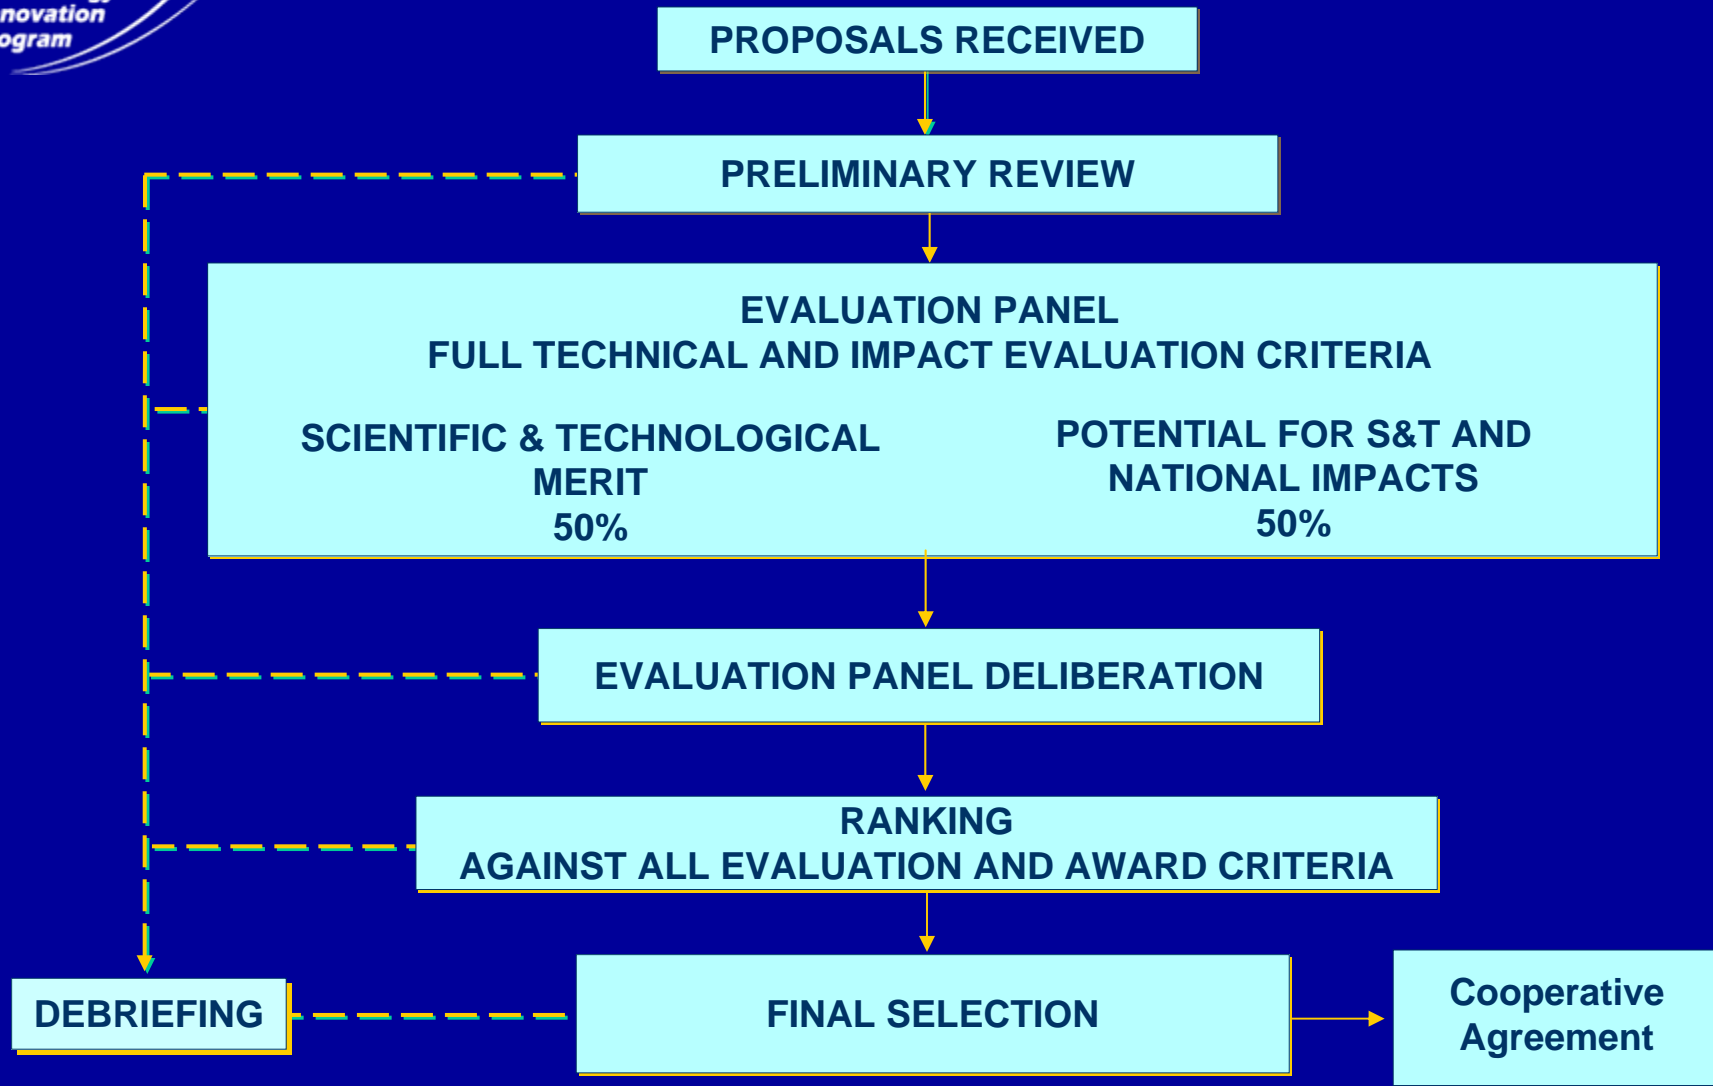 novation
ogram
PROPOSALS RECEIVED
PRELIMINARY REVIEW
EVALUATION PANEL
FULL TECHNICAL AND IMPACT EVALUATION CRITERIA
SCIENTIFIC & TECHNOLOGICAL
MERIT
50%
POTENTIAL FOR S&T AND
NATIONAL IMPACTS
50%
EVALUATION PANEL DELIBERATION
RANKING
AGAINST ALL EVALUATION AND AWARD CRITERIA
DEBRIEFING
FINAL SELECTION
Cooperative
Agreement